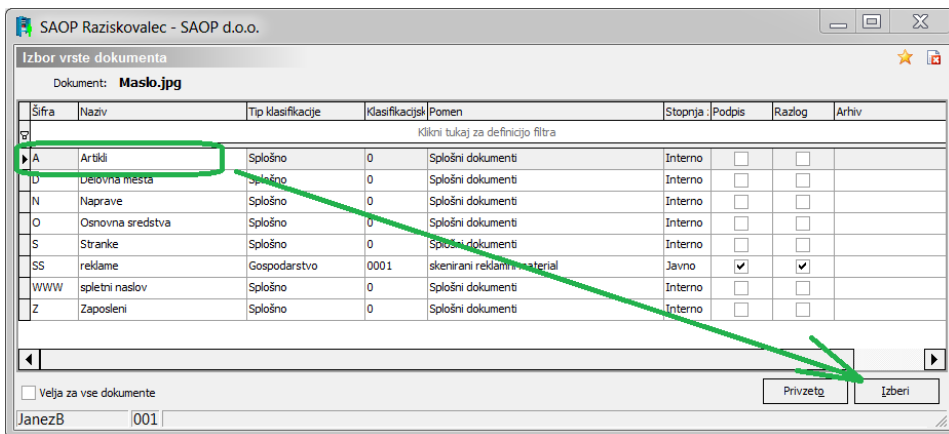 SAOP Raziskovalec - SAOP d.o.o.
Izbor vrste dokumenta
Dokument: Maslo.jpg
Šifra Naziv Tip klasifikacije Klasifikacijsk Pomen Stopnja : Podpis Razlog Arhiv
Klikni tukaj za definicijo filtra
A Artikli Splošno 0 Splošni dokumenti Interno
D Delovna mesta Splošno 0 Splošni dokumenti Interno
N Naprave Splošno 0 Splošni dokumenti Interno
O Osnovna sredstva Splošno 0 Splošni dokumenti Interno
S Stranke Splošno 0 Splošni dokumenti Interno
SS reklame Gospodarstvo 0001 skenirani reklamni material Javno
WWW spletni naslov Splošno 0 Splošni dokumenti Interno
Z Zaposleni Splošno 0 Splošni dokumenti Interno
Velja za vse dokumente Privzeto Izberi
JanezB 001